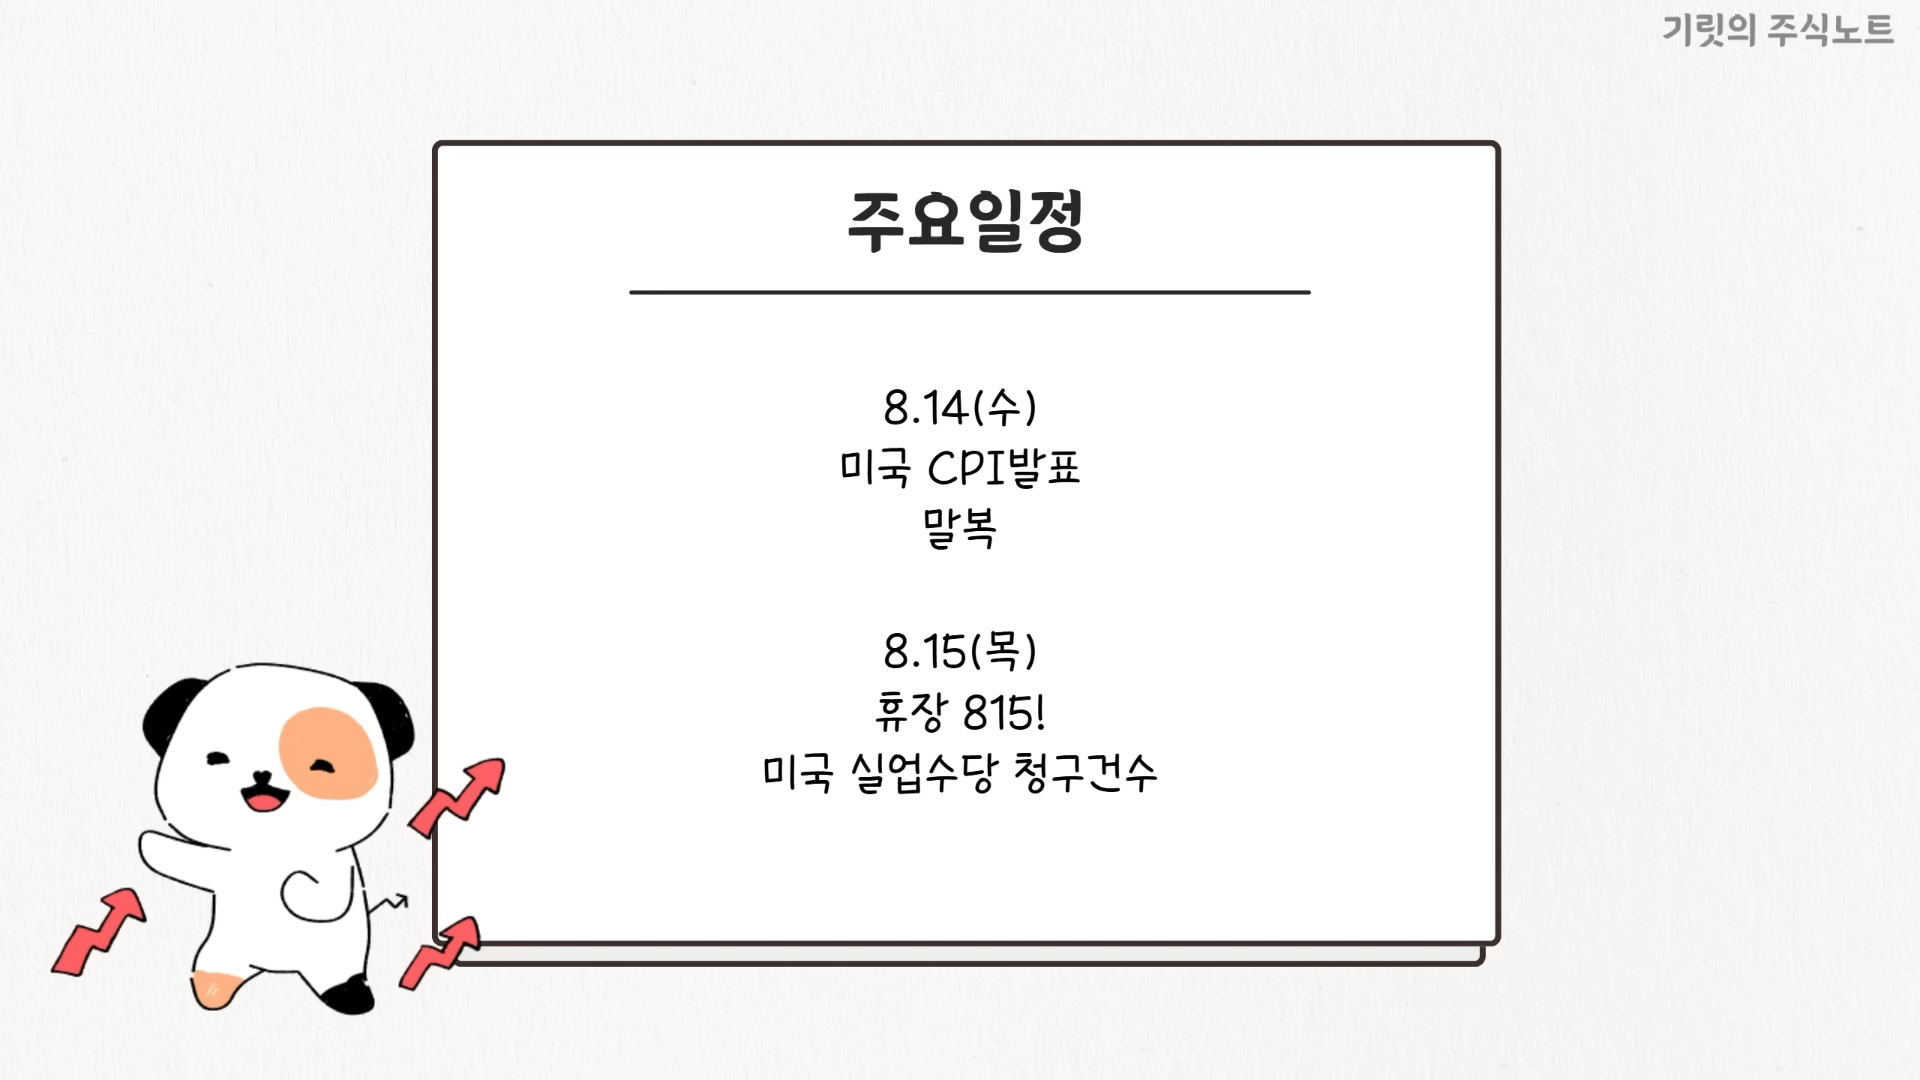 기릿의 주식노트
주요일정
8.14(수)
미국 CPI발표
말복
8.15(목)
휴장 815!
미국 실업수당 청구건수